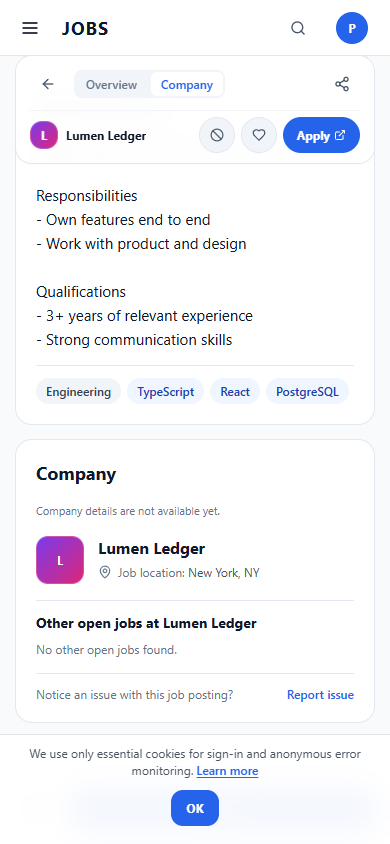 JOBS
P
Overview
Company
L
Lumen Ledger
Apply
Responsibilities
- Own features end to end
- Work with product and design
Qualifications
- 3+ years of relevant experience
- Strong communication skills
Engineering
TypeScript
React
PostgreSQL
Company
Company details are not available yet.
L
Lumen Ledger
Job location: New York, NY
Other open jobs at Lumen Ledger
No other open jobs found.
Notice an issue with this job posting?
Report issue
We use only essential cookies for sign-in and anonymous error
monitoring. Learn more
OK